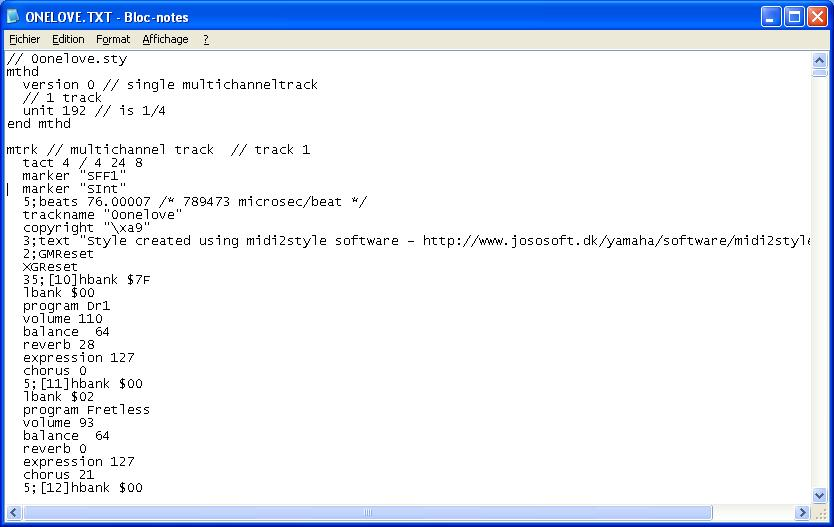 ONELOVE.TXT - Bloc-notes
Fichier Edition Format Affichage ?
// Oonelove.sty
mthd
  version 0 // single multichanneltrack
  // 1 track
  unit 192 // is 1/4
end mthd

mtrk // multichannel track  // track 1
  tact 4 / 4 24 8
  marker "SFF1"
  marker "SInt"
  5;beats 76.00007 /* 789473 microsec/beat */
  trackname "Oonelove"
  copyright "\xa9"
  3;text "Style created using midi2style software - http://www.jososoft.dk/yamaha/software/midi2style
  2;GMReset
  XGReset
  35;[10]hbank $7F
  lbank $00
  program Dr1
  volume 110
  balance  64
  reverb 28
  expression 127
  chorus 0
  5;[11]hbank $00
  lbank $02
  program Fretless
  volume 93
  balance  64
  reverb 0
  expression 127
  chorus 21
  5;[12]hbank $00